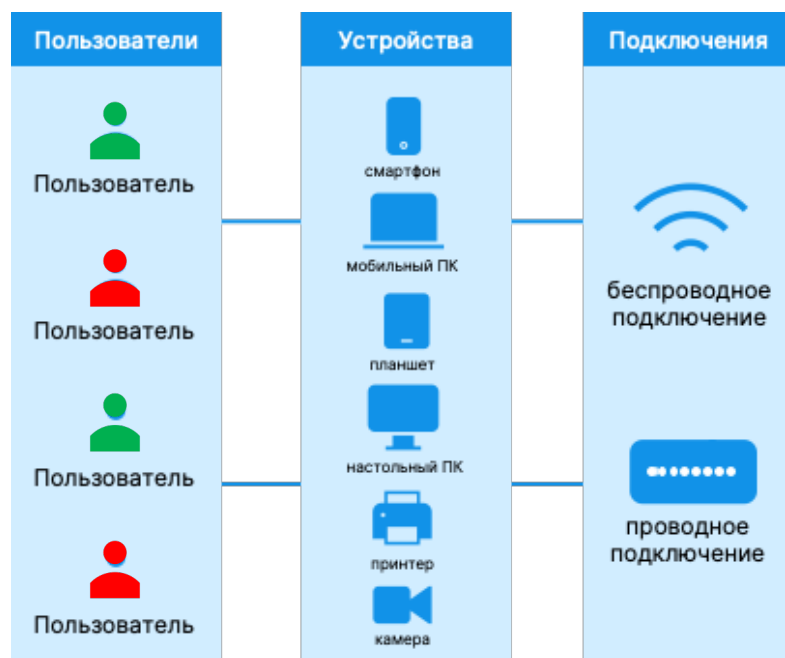 Пользователи
Устройства
Подключения
Пользователь
Пользователь
Пользователь
Пользователь
смартфон
мобильный ПК
планшет
настольный ПК
принтер
камера
беспроводное
подключение
проводное
подключение